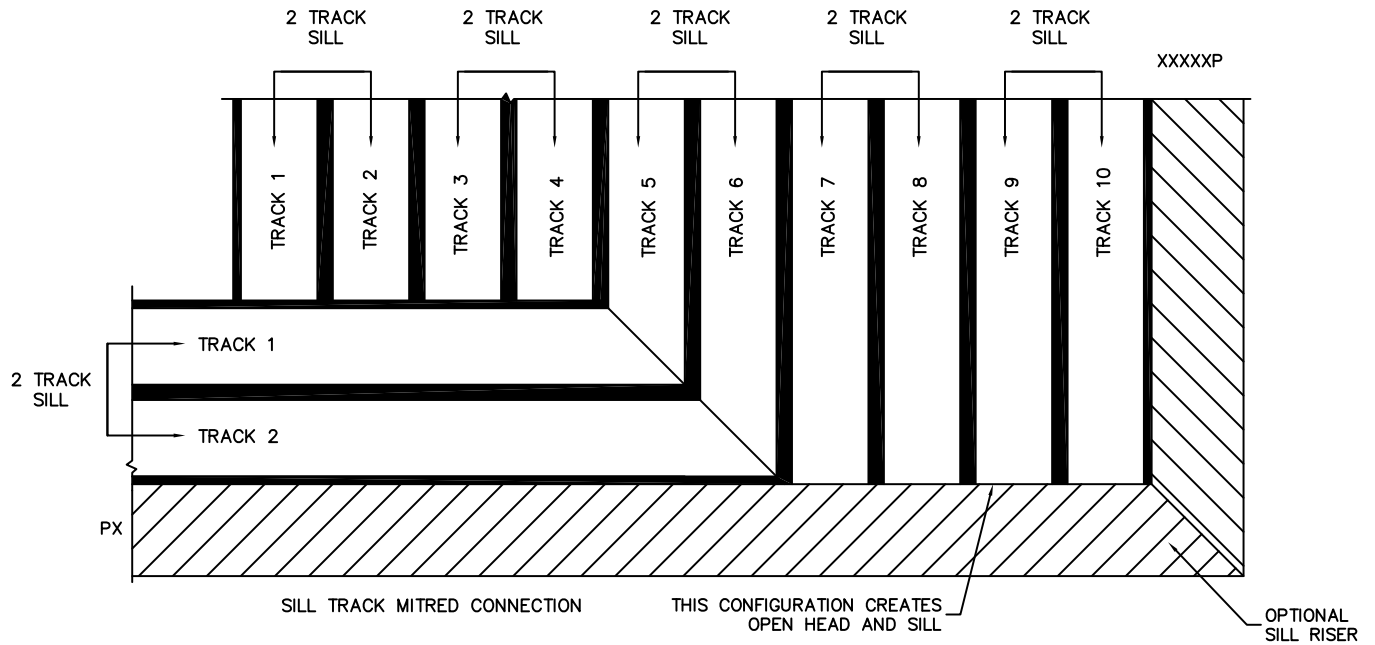 2 TRACK
SILL
2 TRACK
SILL
2 TRACK
SILL
2 TRACK
SILL
2 TRACK
SILL
XXXXXP
TRACK 1
TRACK 2
TRACK 3
TRACK 4
TRACK 5
TRACK 6
TRACK 7
TRACK 8
TRACK 9
TRACK 10
TRACK 1
2 TRACK
SILL
TRACK 2
PX
SILL TRACK MITRED CONNECTION
THIS CONFIGURATION CREATES
OPEN HEAD AND SILL
OPTIONAL
SILL RISER